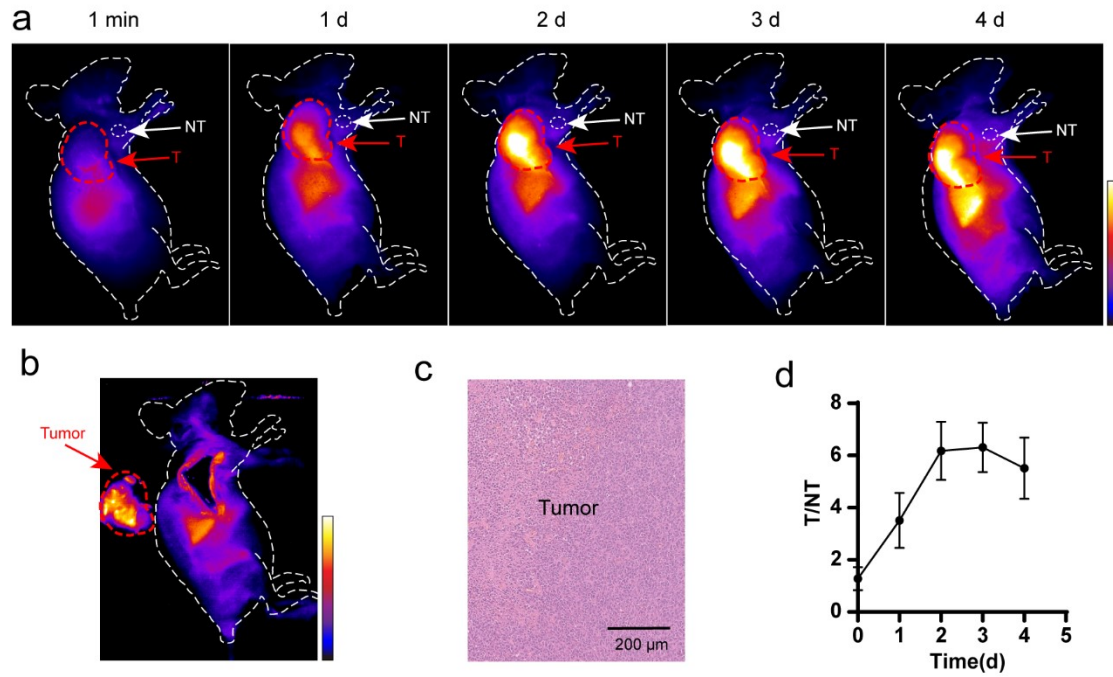 a
1 min
1 d
2 d
3 d
4 d
NT
T
NT
T
NT
T
NT
T
NT
T
b
Tumor
c
Tumor
200 µm
d
8
6
4
2
0
T/NT
0 1 2 3 4 5
Time(d)